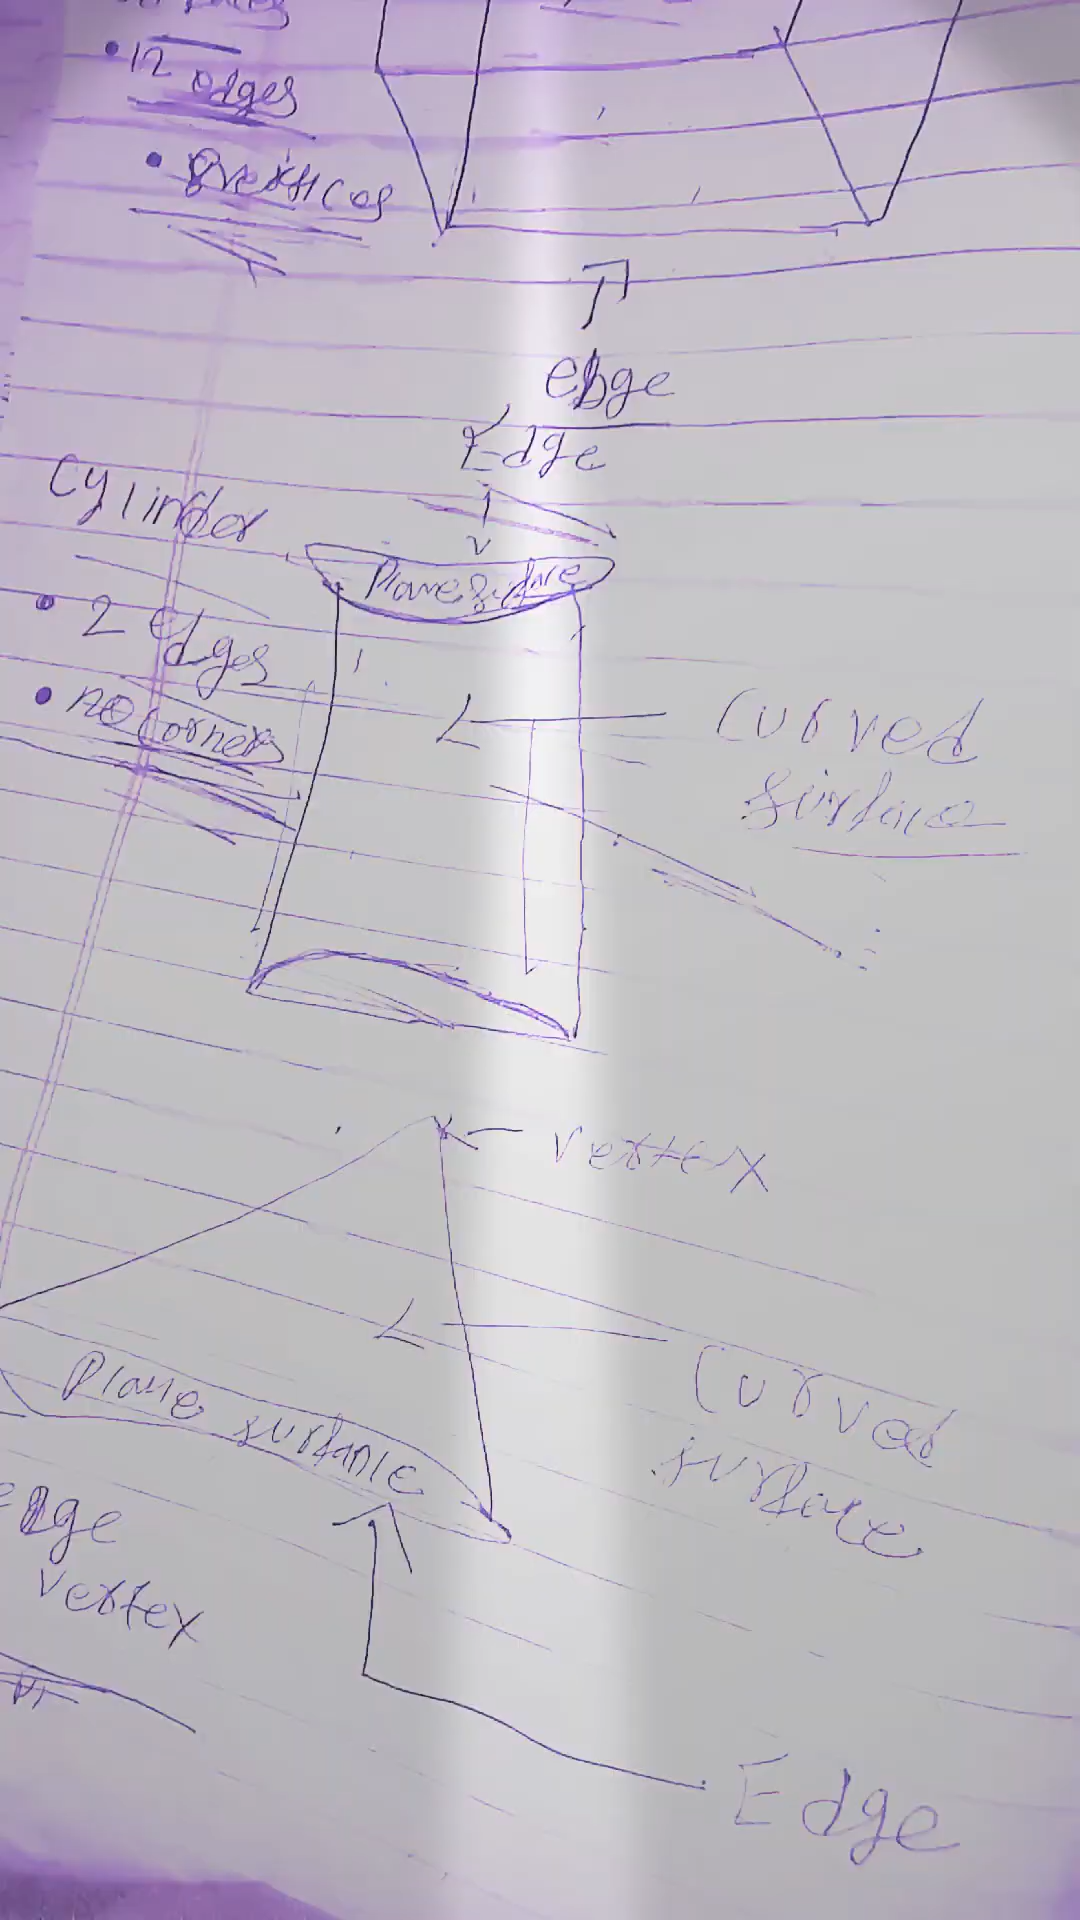 • 12 edges
• 8 vertices
edge
Edge
Cylinder
Plane surface
• 2 Edges
• no corners
Curved
surface
vertex
Curved
surface
Plane surface
edge
vertex
Edge